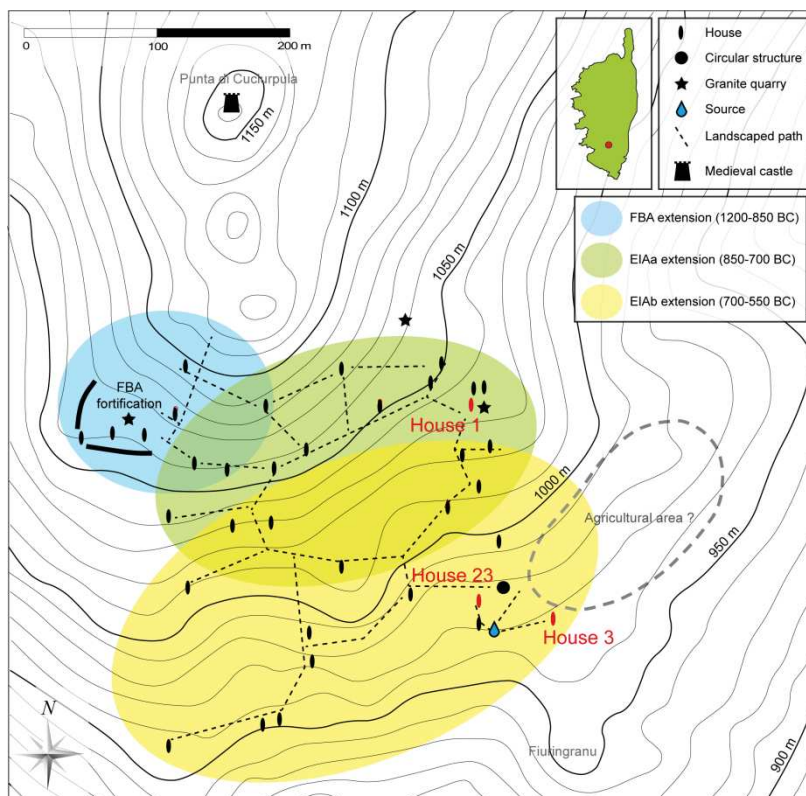 0 100 200 m
Punta di Cuciurpula
1150 m
1100 m
1050 m
House
Circular structure
Granite quarry
Source
Landscaped path
Medieval castle
FBA extension (1200-850 BC)
EIAa extension (850-700 BC)
EIAb extension (700-550 BC)
FBA
fortification
House 1
1000 m
Agricultural area ?
950 m
House 23
House 3
N
Fiuringranu
900 m